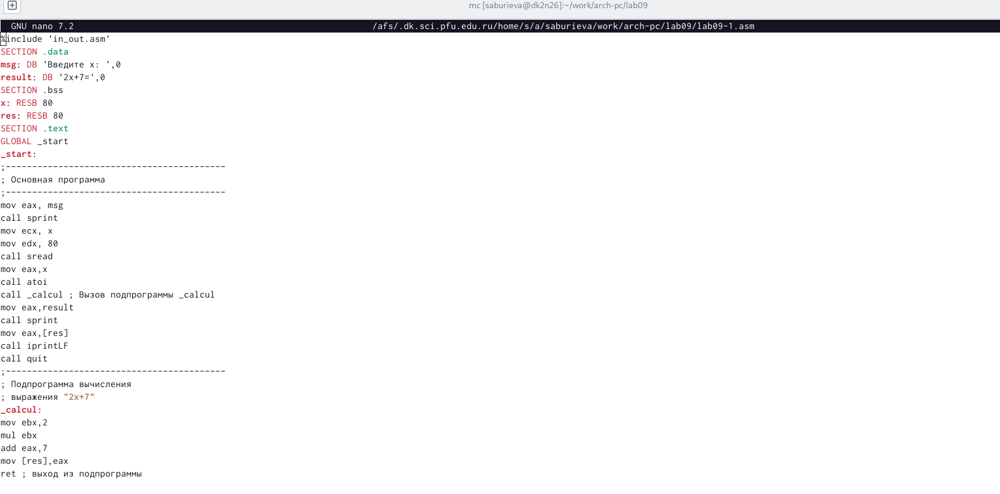 mc [saburieva@dk2n26]:~/work/arch-pc/lab09
GNU nano 7.2 /afs/.dk.sci.pfu.edu.ru/home/s/a/saburieva/work/arch-pc/lab09/lab09-1.asm
%include 'in_out.asm'
SECTION .data
msg: DB 'Введите x: ',0
result: DB '2x+7=',0
SECTION .bss
x: RESB 80
res: RESB 80
SECTION .text
GLOBAL _start
_start:
;------------------------------------------
; Основная программа
;------------------------------------------
mov eax, msg
call sprint
mov ecx, x
mov edx, 80
call sread
mov eax,x
call atoi
call _calcul ; Вызов подпрограммы _calcul
mov eax,result
call sprint
mov eax,[res]
call iprintLF
call quit
;------------------------------------------
; Подпрограмма вычисления
; выражения "2x+7"
_calcul:
mov ebx,2
mul ebx
add eax,7
mov [res],eax
ret ; выход из подпрограммы